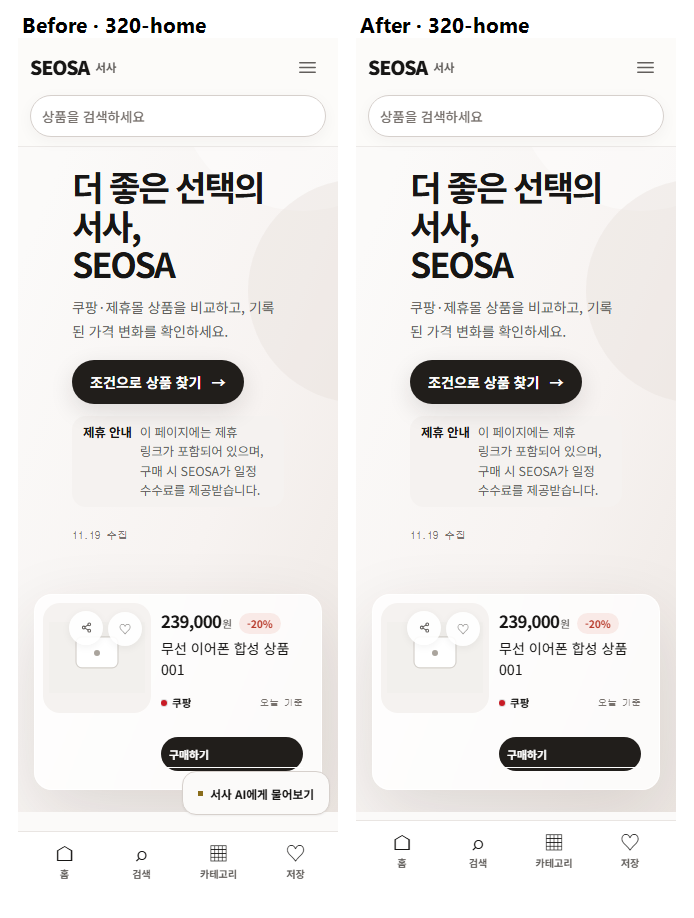 Before · 320-home
SEOSA 서사
상품을 검색하세요
더 좋은 선택의
서사,
SEOSA
쿠팡·제휴몰 상품을 비교하고, 기록
된 가격 변화를 확인하세요.
조건으로 상품 찾기 →
제휴 안내 이 페이지에는 제휴
링크가 포함되어 있으며,
구매 시 SEOSA가 일정
수수료를 제공받습니다.
11.19 수집
239,000원 -20%
무선 이어폰 합성 상품
001
쿠팡 오늘 기준
구매하기
서사 AI에게 물어보기
홈 검색 카테고리 저장
After · 320-home
SEOSA 서사
상품을 검색하세요
더 좋은 선택의
서사,
SEOSA
쿠팡·제휴몰 상품을 비교하고, 기록
된 가격 변화를 확인하세요.
조건으로 상품 찾기 →
제휴 안내 이 페이지에는 제휴
링크가 포함되어 있으며,
구매 시 SEOSA가 일정
수수료를 제공받습니다.
11.19 수집
239,000원 -20%
무선 이어폰 합성 상품
001
쿠팡 오늘 기준
구매하기
홈 검색 카테고리 저장